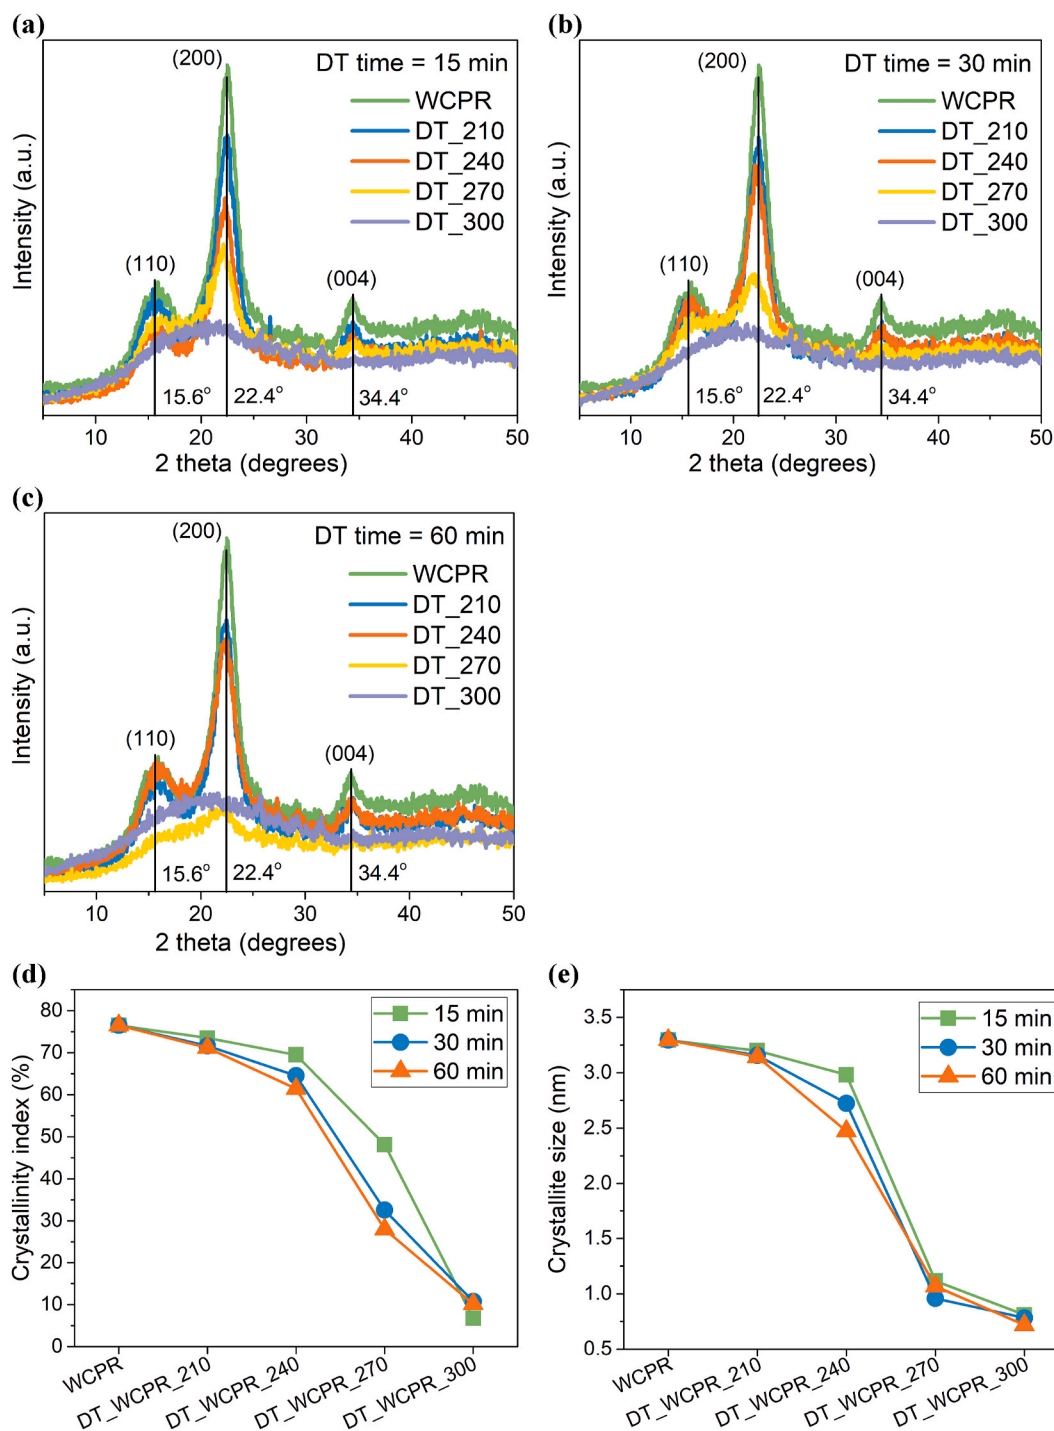 (a)
(200)
DT time = 15 min
WCPR
DT_210
DT_240
DT_270
DT_300
(110)
(004)
15.6°
22.4°
34.4°
Intensity (a.u.)
10
20
30
40
50
2 theta (degrees)
(b)
(200)
DT time = 30 min
WCPR
DT_210
DT_240
DT_270
DT_300
(110)
(004)
15.6°
22.4°
34.4°
Intensity (a.u.)
10
20
30
40
50
2 theta (degrees)
(c)
(200)
DT time = 60 min
WCPR
DT_210
DT_240
DT_270
DT_300
(110)
(004)
15.6°
22.4°
34.4°
Intensity (a.u.)
10
20
30
40
50
2 theta (degrees)
(d)
15 min
30 min
60 min
Crystallinity index (%)
80
70
60
50
40
30
20
10
0
WCPR
DT_WCPR_210
DT_WCPR_240
DT_WCPR_270
DT_WCPR_300
(e)
15 min
30 min
60 min
Crystallite size (nm)
3.5
3.0
2.5
2.0
1.5
1.0
0.5
WCPR
DT_WCPR_210
DT_WCPR_240
DT_WCPR_270
DT_WCPR_300